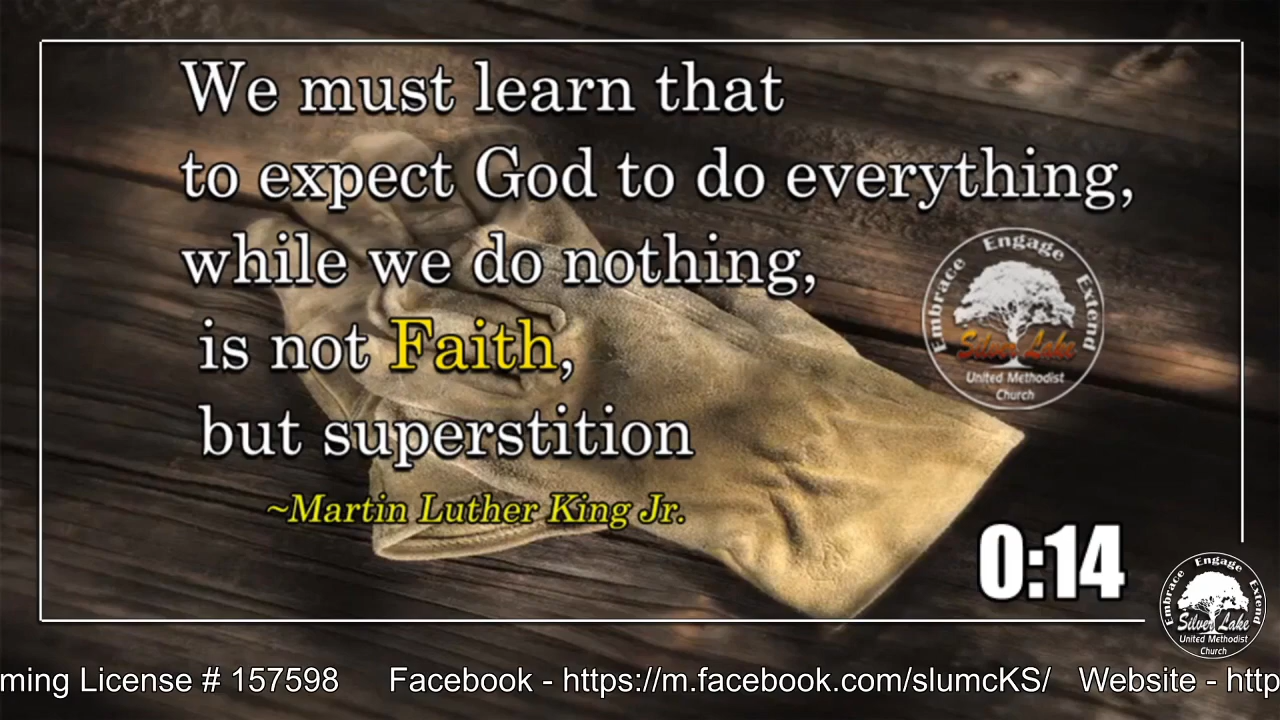 We must learn that
to expect God to do everything,
while we do nothing,
is not Faith,
but superstition
~Martin Luther King Jr.
Embrace Engage Extend
Silver Lake
United Methodist
Church
0:14
Embrace Engage Extend
Silver Lake
United Methodist
Church
ming License # 157598 Facebook - https://m.facebook.com/slumcKS/ Website - http